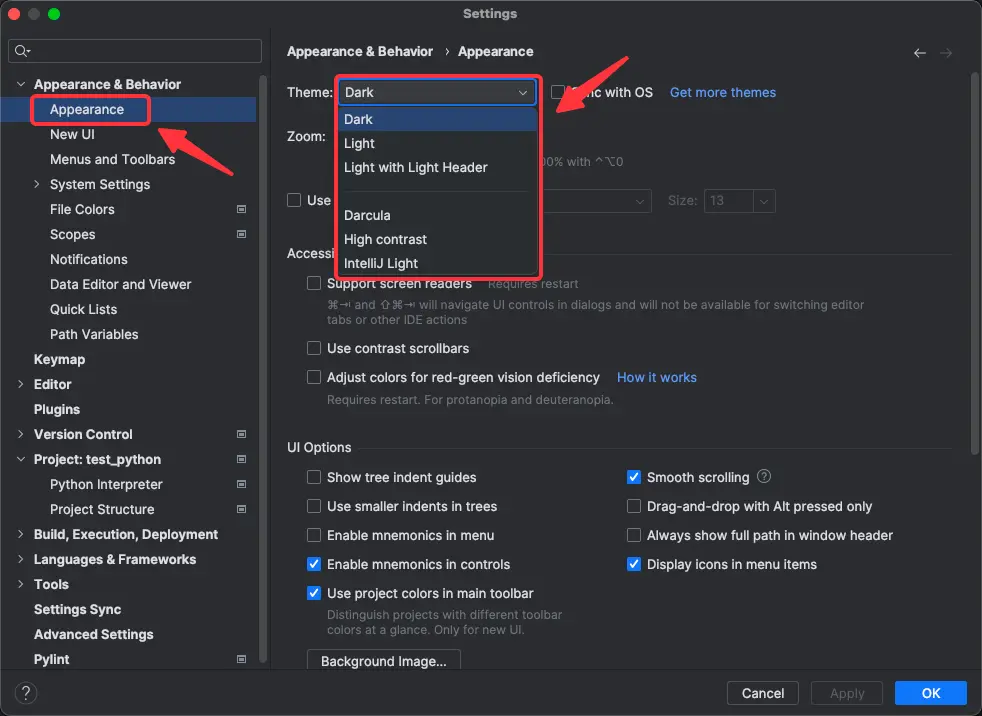 Settings
Appearance & Behavior
Appearance
New UI
Menus and Toolbars
System Settings
File Colors
Scopes
Notifications
Data Editor and Viewer
Quick Lists
Path Variables
Keymap
Editor
Plugins
Version Control
Project: test_python
Python Interpreter
Project Structure
Build, Execution, Deployment
Languages & Frameworks
Tools
Settings Sync
Advanced Settings
Pylint
?
Appearance & Behavior › Appearance
Theme: Dark with OS Get more themes
Dark
Light
Light with Light Header
Darcula
High contrast
IntelliJ Light
Zoom:
with ⌃⌥0
Use Size: 13
Support screen readers Requires restart
⌘⇥ and ⇧⌘⇥ will navigate UI controls in dialogs and will not be available for switching editor
tabs or other IDE actions
Use contrast scrollbars
Adjust colors for red-green vision deficiency How it works
Requires restart. For protanopia and deuteranopia.
UI Options
Show tree indent guides
Smooth scrolling ?
Use smaller indents in trees
Drag-and-drop with Alt pressed only
Enable mnemonics in menu
Always show full path in window header
Enable mnemonics in controls
Display icons in menu items
Use project colors in main toolbar
Distinguish projects with different toolbar
colors at a glance. Only for new UI.
Background Image...
Cancel Apply OK